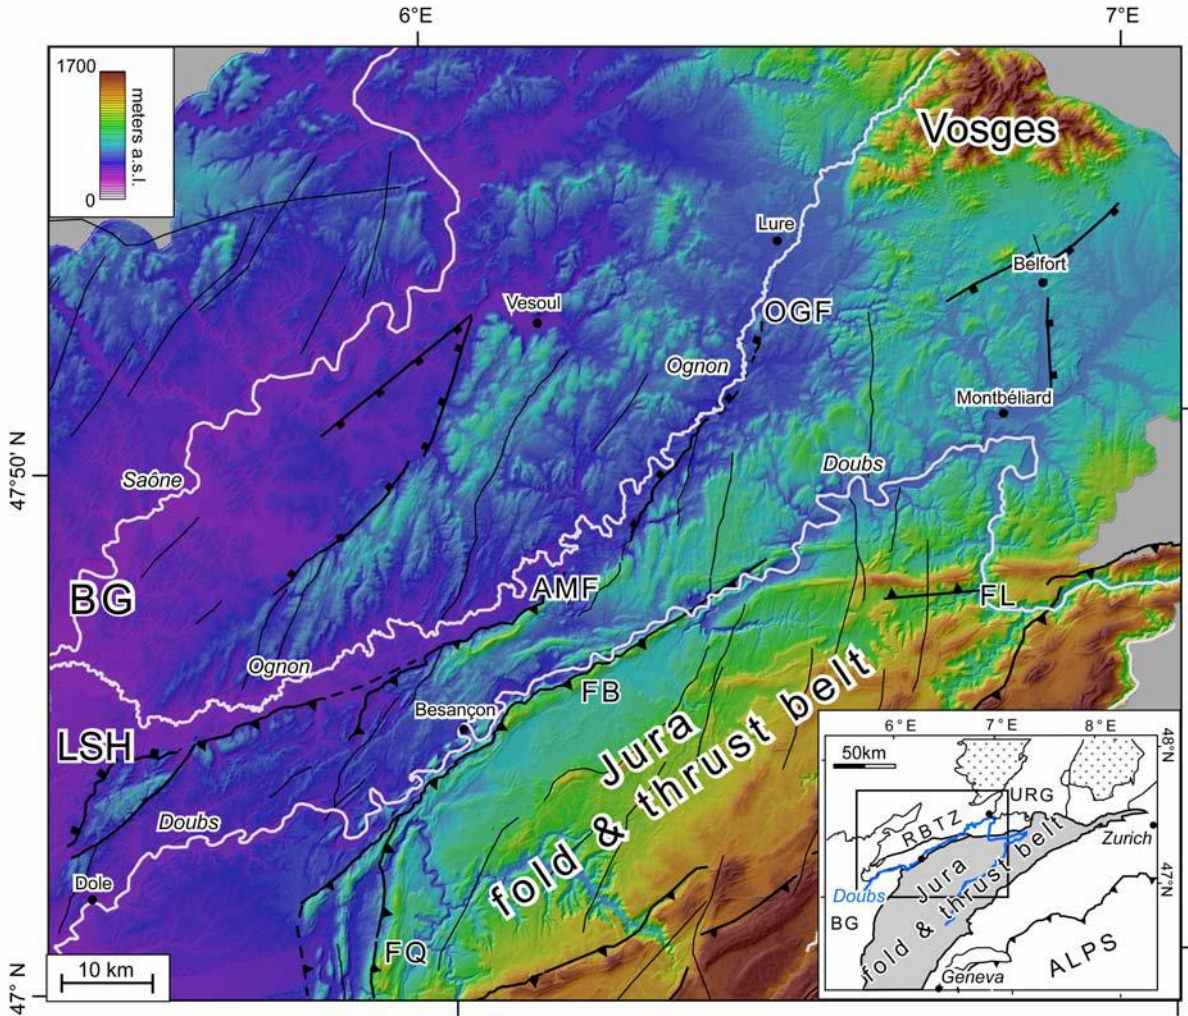 6°E
7°E
1700
meters a.s.l.
0
Vosges
Lure
Belfort
Vesoul
OGF
Ognon
Montbéliard
47°50' N
Saône
Doubs
BG
AMF
FL
Ognon
FB
Besançon
LSH
Jura
fold & thrust belt
Doubs
Dole
FQ
10 km
47° N
6°E
7°E
8°E
48°N
50km
URG
RBTZ
Zurich
Jura
fold & thrust belt
47°N
Doubs
BG
ALPS
Geneva